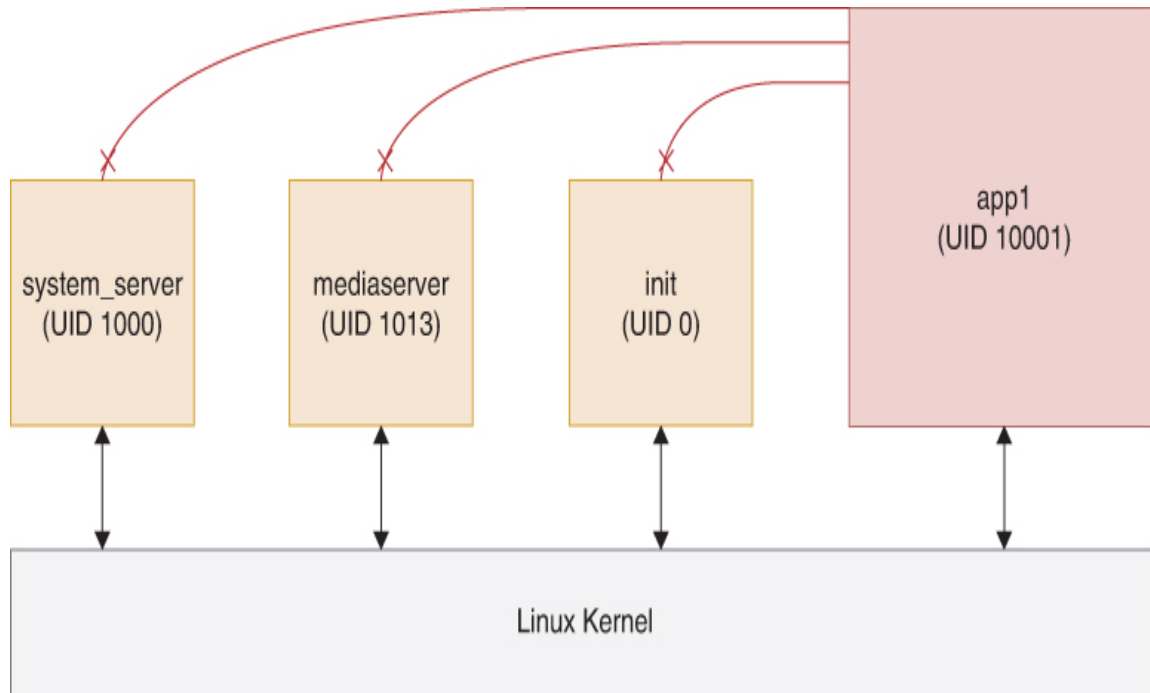 app1
(UID 10001)
system_server
(UID 1000)
mediaserver
(UID 1013)
init
(UID 0)
Linux Kernel